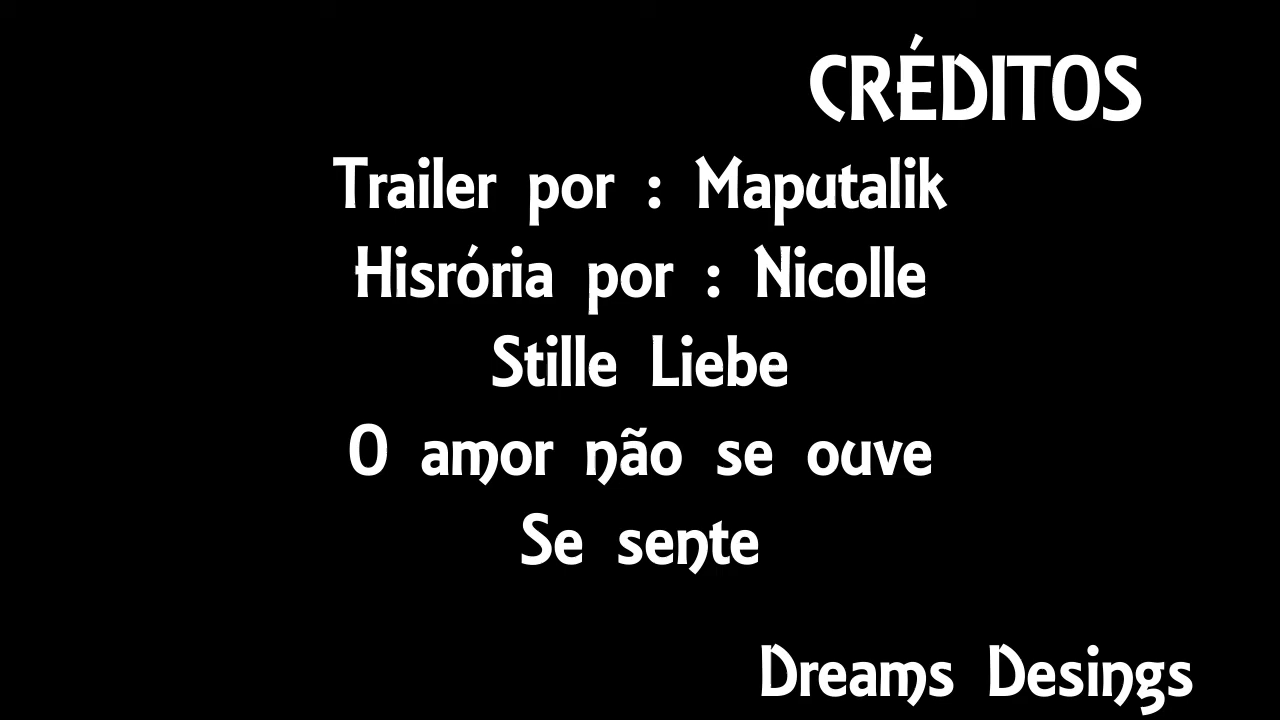 CRÉDITOS
Trailer por : Maputalik
Hisrória por : Nicolle
Stille Liebe
O amor não se ouve
Se sente
Dreams Desings